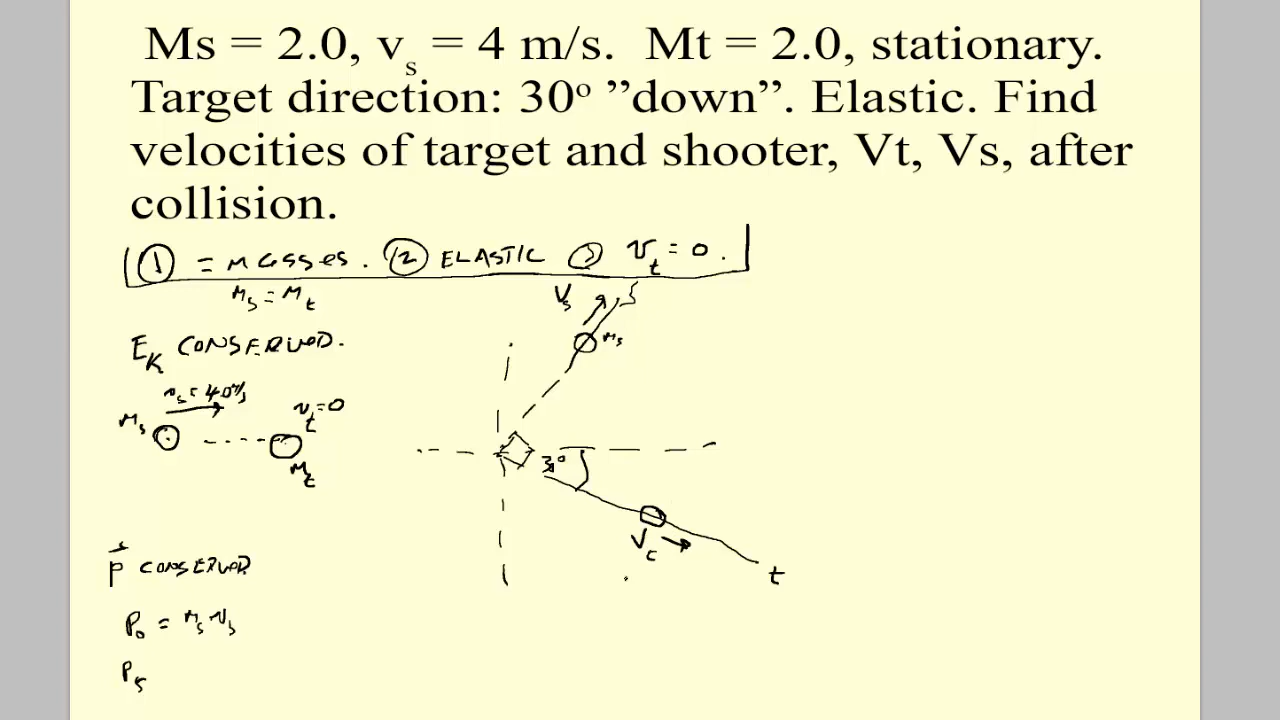 Ms = 2.0, vs = 4 m/s. Mt = 2.0, stationary.
Target direction: 30° ”down”. Elastic. Find
velocities of target and shooter, Vt, Vs, after
collision.
① = MASSES. ② ELASTIC ③ vt = 0.
Ms = Mt
Vs
s
EK CONSERVED.
Ms
vs = 4.0 m/s
vt = 0
Ms
Mt
30°
Vt
t
p CONSERVED
Po = Ms vs
Pf